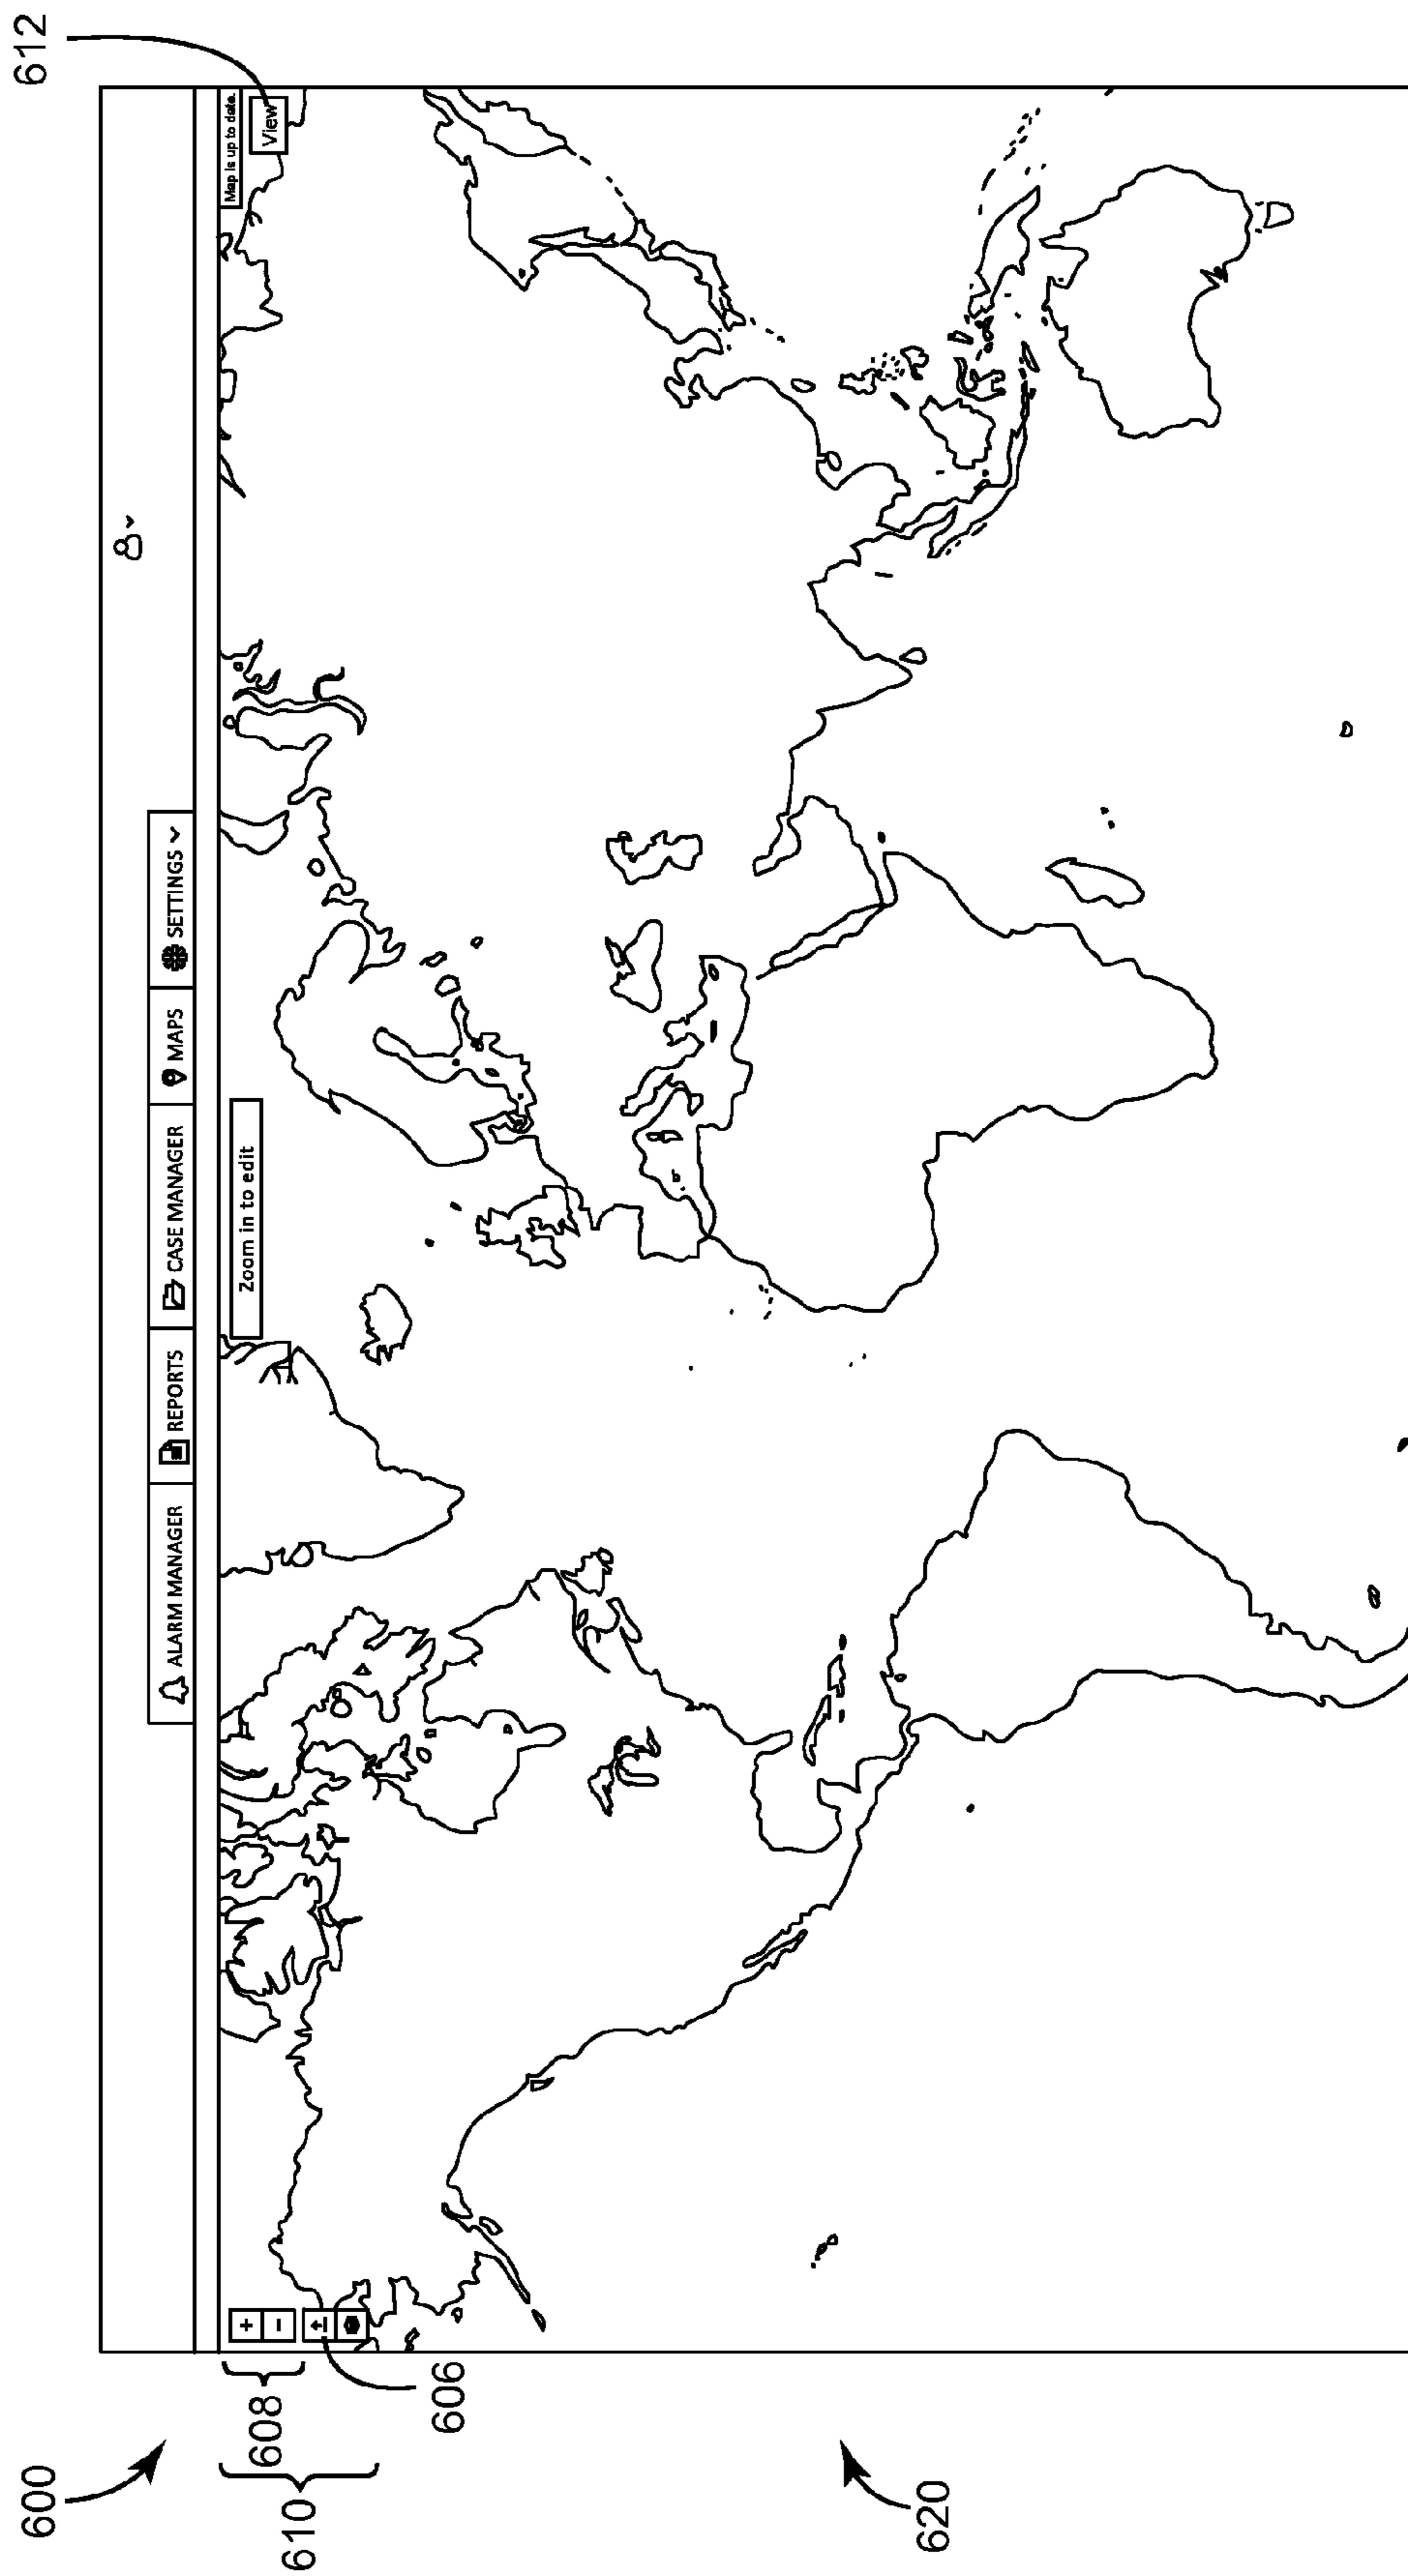 600
612
ALARM MANAGER
REPORTS
CASE MANAGER
MAPS
SETTINGS
Map is up to date.
Zoom in to edit
View
+
-
608
610
606
620